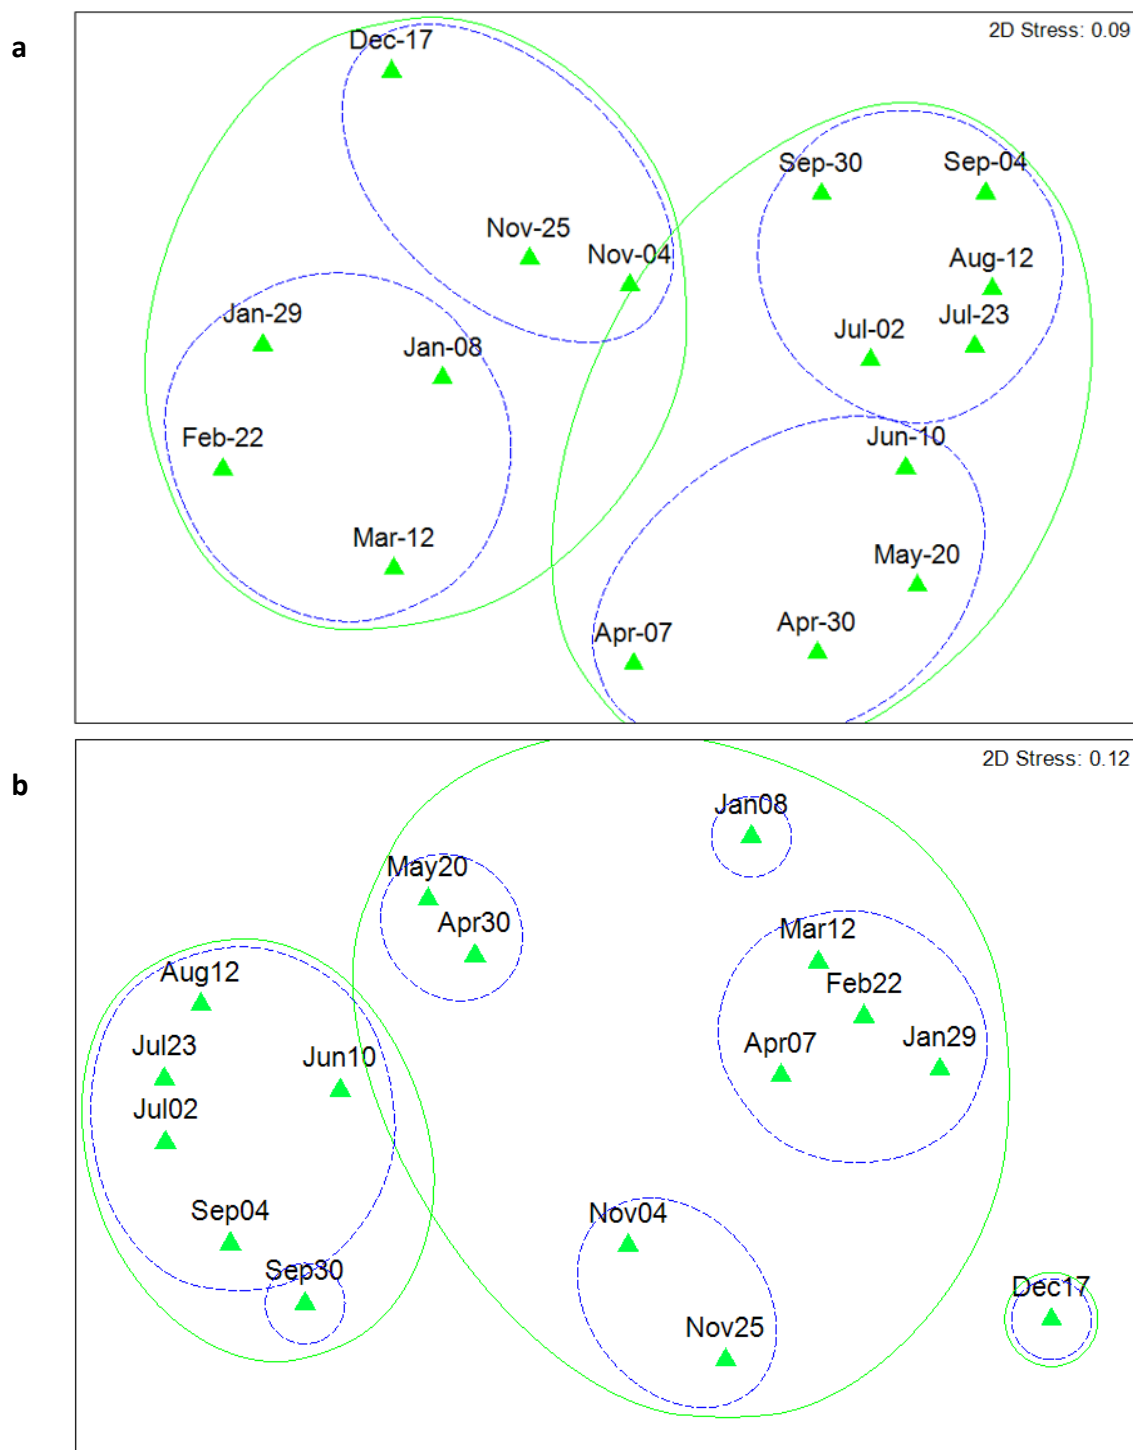 a
2D Stress: 0.09
Dec-17
Sep-30
Sep-04
Nov-25
Nov-04
Aug-12
Jan-29
Jan-08
Jul-02
Jul-23
Feb-22
Jun-10
Mar-12
May-20
Apr-07
Apr-30
b
2D Stress: 0.12
Jan08
May20
Apr30
Mar12
Aug12
Feb22
Jul23
Jun10
Apr07
Jan29
Jul02
Sep04
Nov04
Sep30
Dec17
Nov25